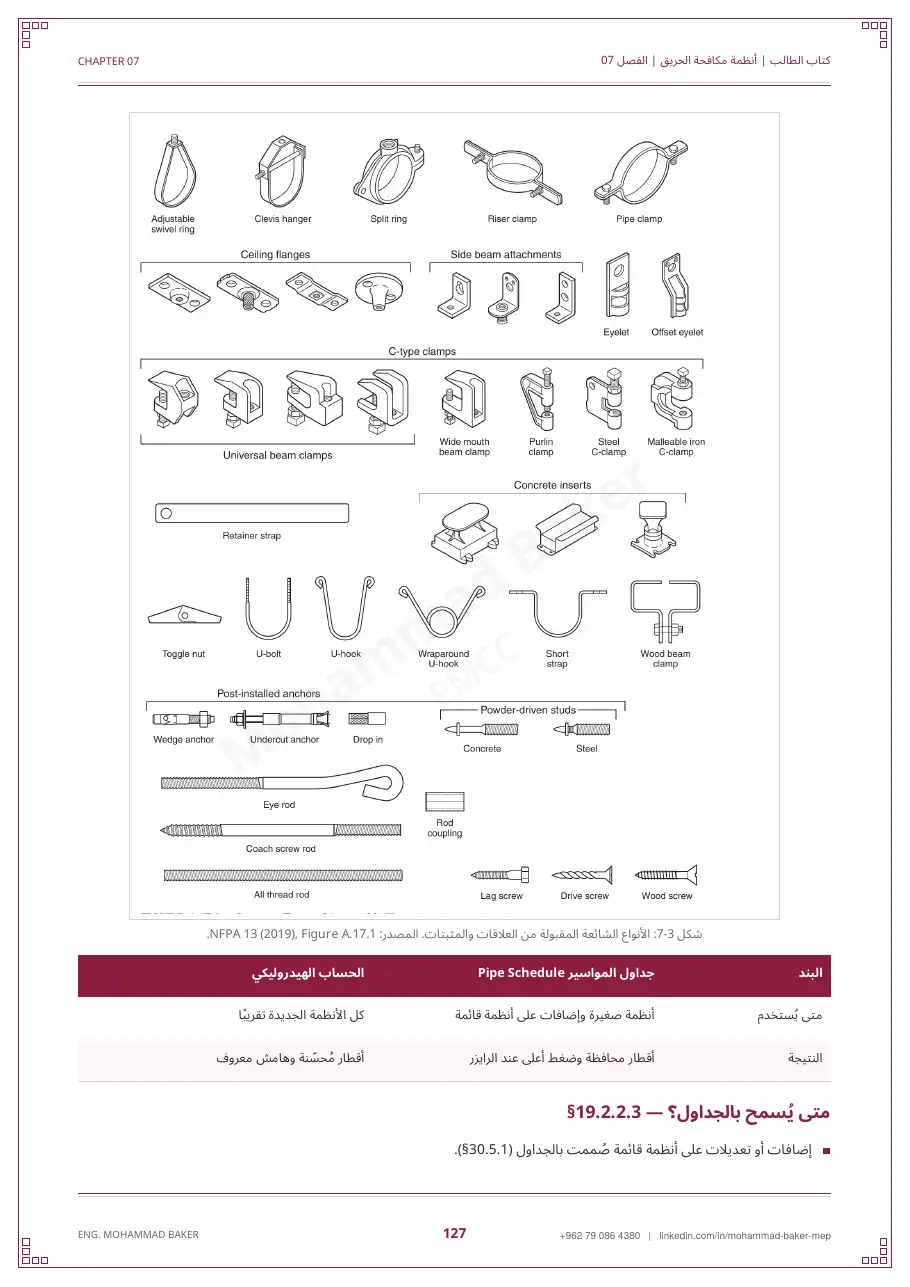 CHAPTER 07
كتاب الطالب | أنظمة مكافحة الحريق | الفصل 07
Adjustable
swivel ring
Clevis hanger
Split ring
Riser clamp
Pipe clamp
Ceiling flanges
Side beam attachments
Eyelet
Offset eyelet
C-type clamps
Universal beam clamps
Wide mouth
beam clamp
Purlin
clamp
Steel
C-clamp
Malleable iron
C-clamp
Concrete inserts
Retainer strap
Toggle nut
U-bolt
U-hook
Wraparound
U-hook
Short
strap
Wood beam
clamp
Post-installed anchors
Powder-driven studs
Wedge anchor
Undercut anchor
Drop in
Concrete
Steel
Eye rod
Rod
coupling
Coach screw rod
All thread rod
Lag screw
Drive screw
Wood screw
Mohammad Baker
EMCC
شكل 3-7: الأنواع الشائعة المقبولة من العلاقات والمثبتات. المصدر: NFPA 13 (2019), Figure A.17.1.
البند جداول المواسير Pipe Schedule الحساب الهيدروليكي
متى يُستخدم أنظمة صغيرة وإضافات على أنظمة قائمة كل الأنظمة الجديدة تقريبًا
النتيجة أقطار محافظة وضغط أعلى عند الرايزر أقطار مُحسّنة وهامش معروف
متى يُسمح بالجداول؟ — §19.2.2.3
إضافات أو تعديلات على أنظمة قائمة صُممت بالجداول (§30.5.1).
ENG. MOHAMMAD BAKER
127
+962 79 086 4380 | linkedin.com/in/mohammad-baker-mep